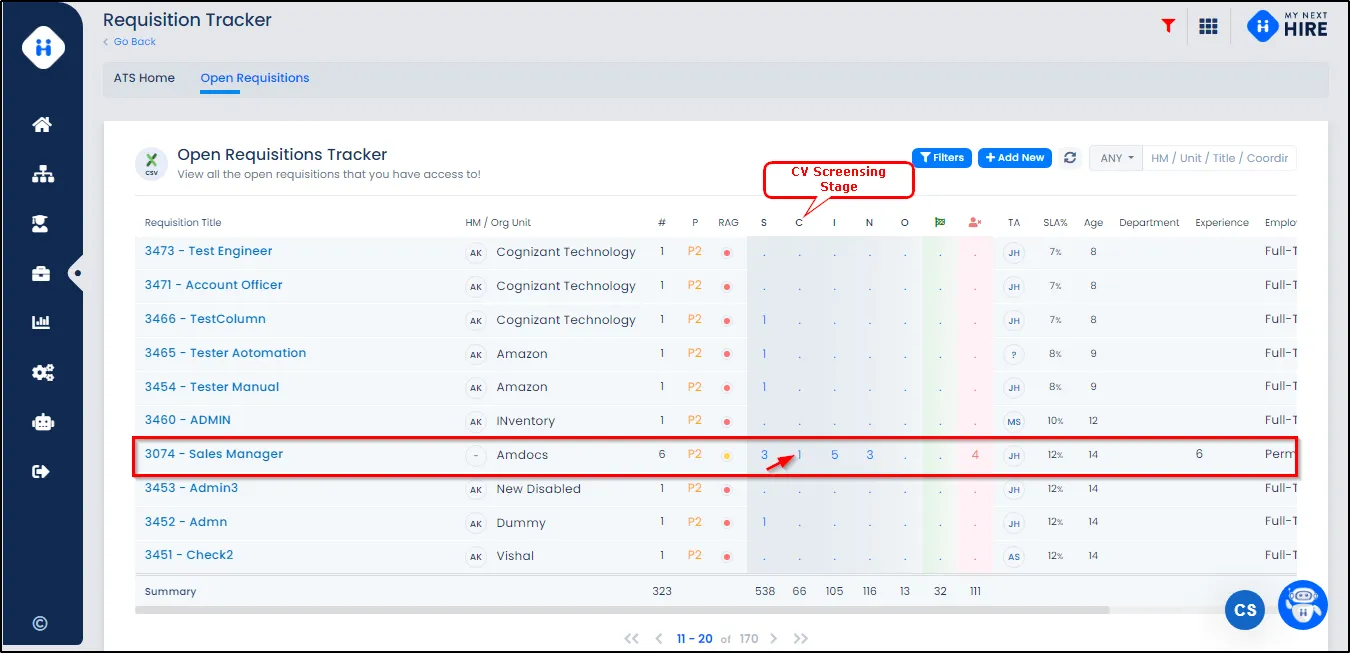 Requisition Tracker
Go Back
MY NEXT
HIRE
ATS Home Open Requisitions
CSV
Open Requisitions Tracker
View all the open requisitions that you have access to!
Filters + Add New ANY HM / Unit / Title / Coordir
CV Screensing
Stage
Requisition Title HM / Org Unit # P RAG S C I N O TA SLA% Age Department Experience Emplo
3473 - Test Engineer AK Cognizant Technology 1 P2 . . . . . . . JH 7% 8 Full-T
3471 - Account Officer AK Cognizant Technology 1 P2 . . . . . . . JH 7% 8 Full-T
3466 - TestColumn AK Cognizant Technology 1 P2 1 . . . . . . JH 7% 8 Full-T
3465 - Tester Aotomation AK Amazon 1 P2 1 . . . . . . ? 8% 9 Full-T
3454 - Tester Manual AK Amazon 1 P2 1 . . . . . . JH 8% 9 Full-T
3460 - ADMIN AK INventory 1 P2 . . . . . . . MS 10% 12 Full-T
3074 - Sales Manager - Amdocs 6 P2 3 1 5 3 . . 4 JH 12% 14 6 Perm
3453 - Admin3 AK New Disabled 1 P2 . . . . . . . JH 12% 14 Full-T
3452 - Admn AK Dummy 1 P2 1 . . . . . . JH 12% 14 Full-T
3451 - Check2 AK Vishal 1 P2 . . . . . . . AS 12% 14 Full-T
Summary 323 538 66 105 116 13 32 111
CS
©
11 - 20 of 170